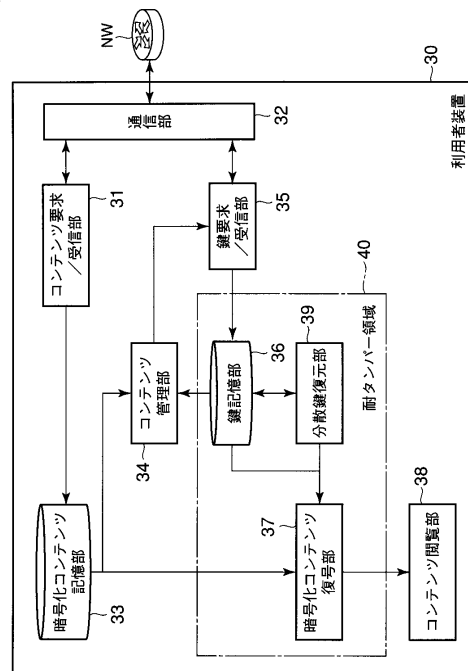 NW
30
利用者装置
通信部
32
コンテンツ要求
／受信部
31
鍵要求
／受信部
35
40
耐タンパー領域
コンテンツ
管理部
34
鍵記憶部
36
分散鍵復元部
39
暗号化コンテンツ
記憶部
33
暗号化コンテンツ
復号部
37
コンテンツ閲覧部
38